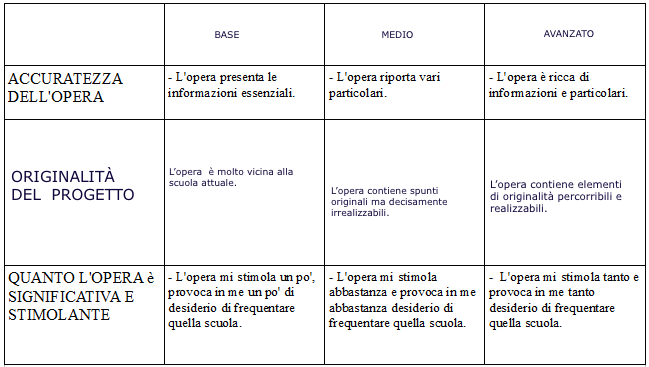 BASE
MEDIO
AVANZATO
ACCURATEZZA
DELL'OPERA
- L'opera presenta le
informazioni essenziali.
- L'opera riporta vari
particolari.
- L'opera è ricca di
informazioni e particolari.
ORIGINALITÀ
DEL PROGETTO
L'opera è molto vicina alla
scuola attuale.
L'opera contiene spunti
originali ma decisamente
irrealizzabili.
L'opera contiene elementi
di originalità percorribili e
realizzabili.
QUANTO L'OPERA è
SIGNIFICATIVA E
STIMOLANTE
- L'opera mi stimola un po',
provoca in me un po' di
desiderio di frequentare
quella scuola.
- L'opera mi stimola
abbastanza e provoca in me
abbastanza desiderio di
frequentare quella scuola.
- L'opera mi stimola tanto e
provoca in me tanto
desiderio di frequentare
quella scuola.